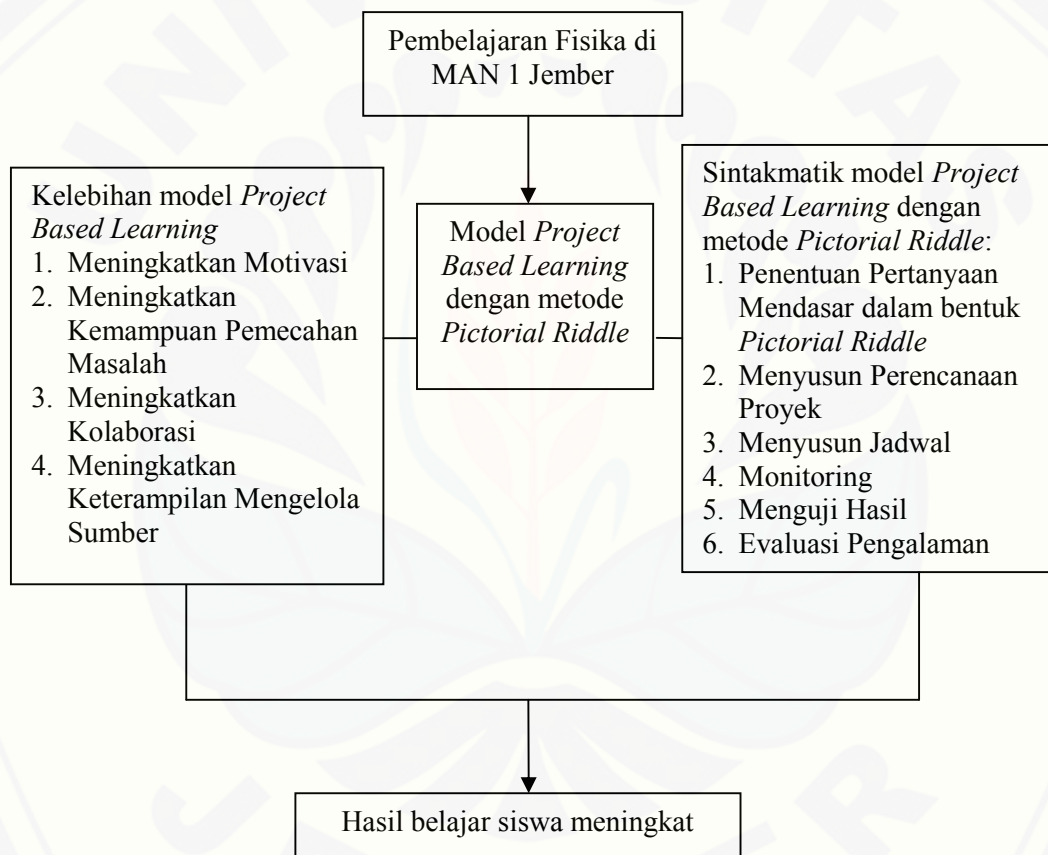 Pembelajaran Fisika di
MAN 1 Jember
Kelebihan model Project
Based Learning
1. Meningkatkan Motivasi
2. Meningkatkan
Kemampuan Pemecahan
Masalah
3. Meningkatkan
Kolaborasi
4. Meningkatkan
Keterampilan Mengelola
Sumber
Model Project
Based Learning
dengan metode
Pictorial Riddle
Sintakmatik model Project
Based Learning dengan
metode Pictorial Riddle:
1. Penentuan Pertanyaan
Mendasar dalam bentuk
Pictorial Riddle
2. Menyusun Perencanaan
Proyek
3. Menyusun Jadwal
4. Monitoring
5. Menguji Hasil
6. Evaluasi Pengalaman
Hasil belajar siswa meningkat